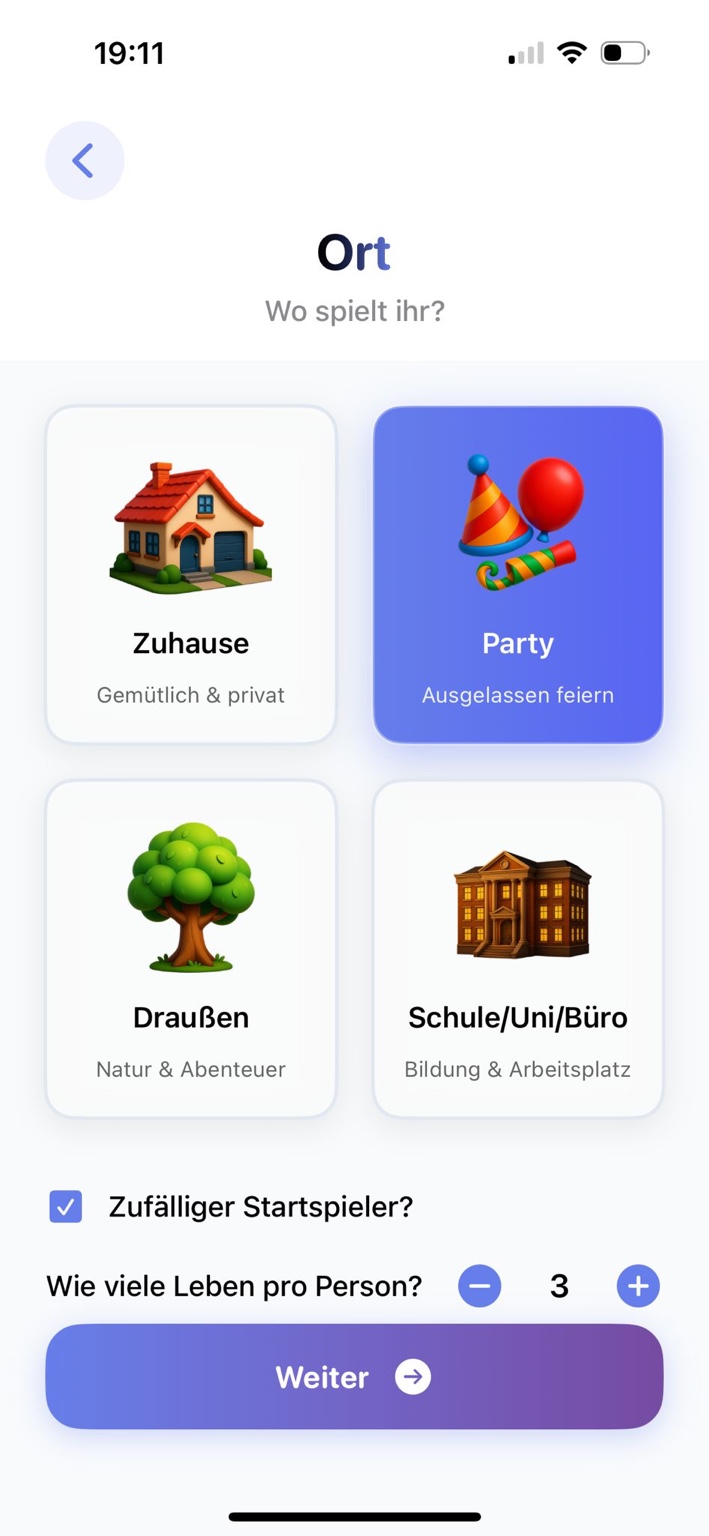 19:11
Ort
Wo spielt ihr?
Zuhause
Gemütlich & privat
Party
Ausgelassen feiern
Draußen
Natur & Abenteuer
Schule/Uni/Büro
Bildung & Arbeitsplatz
Zufälliger Startspieler?
Wie viele Leben pro Person? 3
Weiter